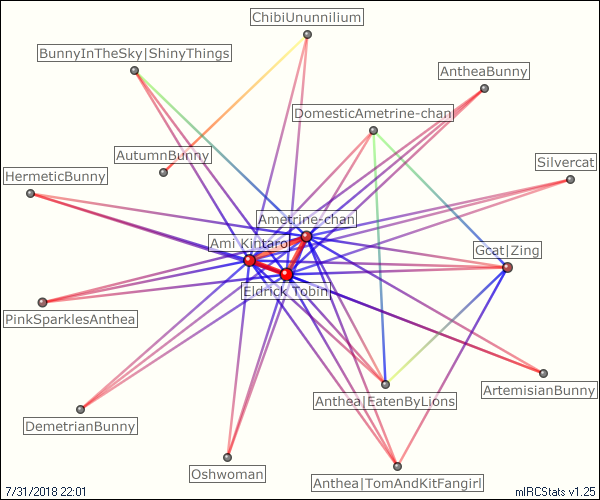 ChibiUnunnilium
BunnyInTheSky|ShinyThings
AntheaBunny
DomesticAmetrine-chan
AutumnBunny
Silvercat
HermeticBunny
Ametrine-chan
Ami Kintaro
Gcat|Zing
Eldrick Tobin
PinkSparklesAnthea
ArtemisianBunny
Anthea|EatenByLions
DemetrianBunny
Oshwoman
Anthea|TomAndKitFangirl
7/31/2018 22:01
mIRCStats v1.25